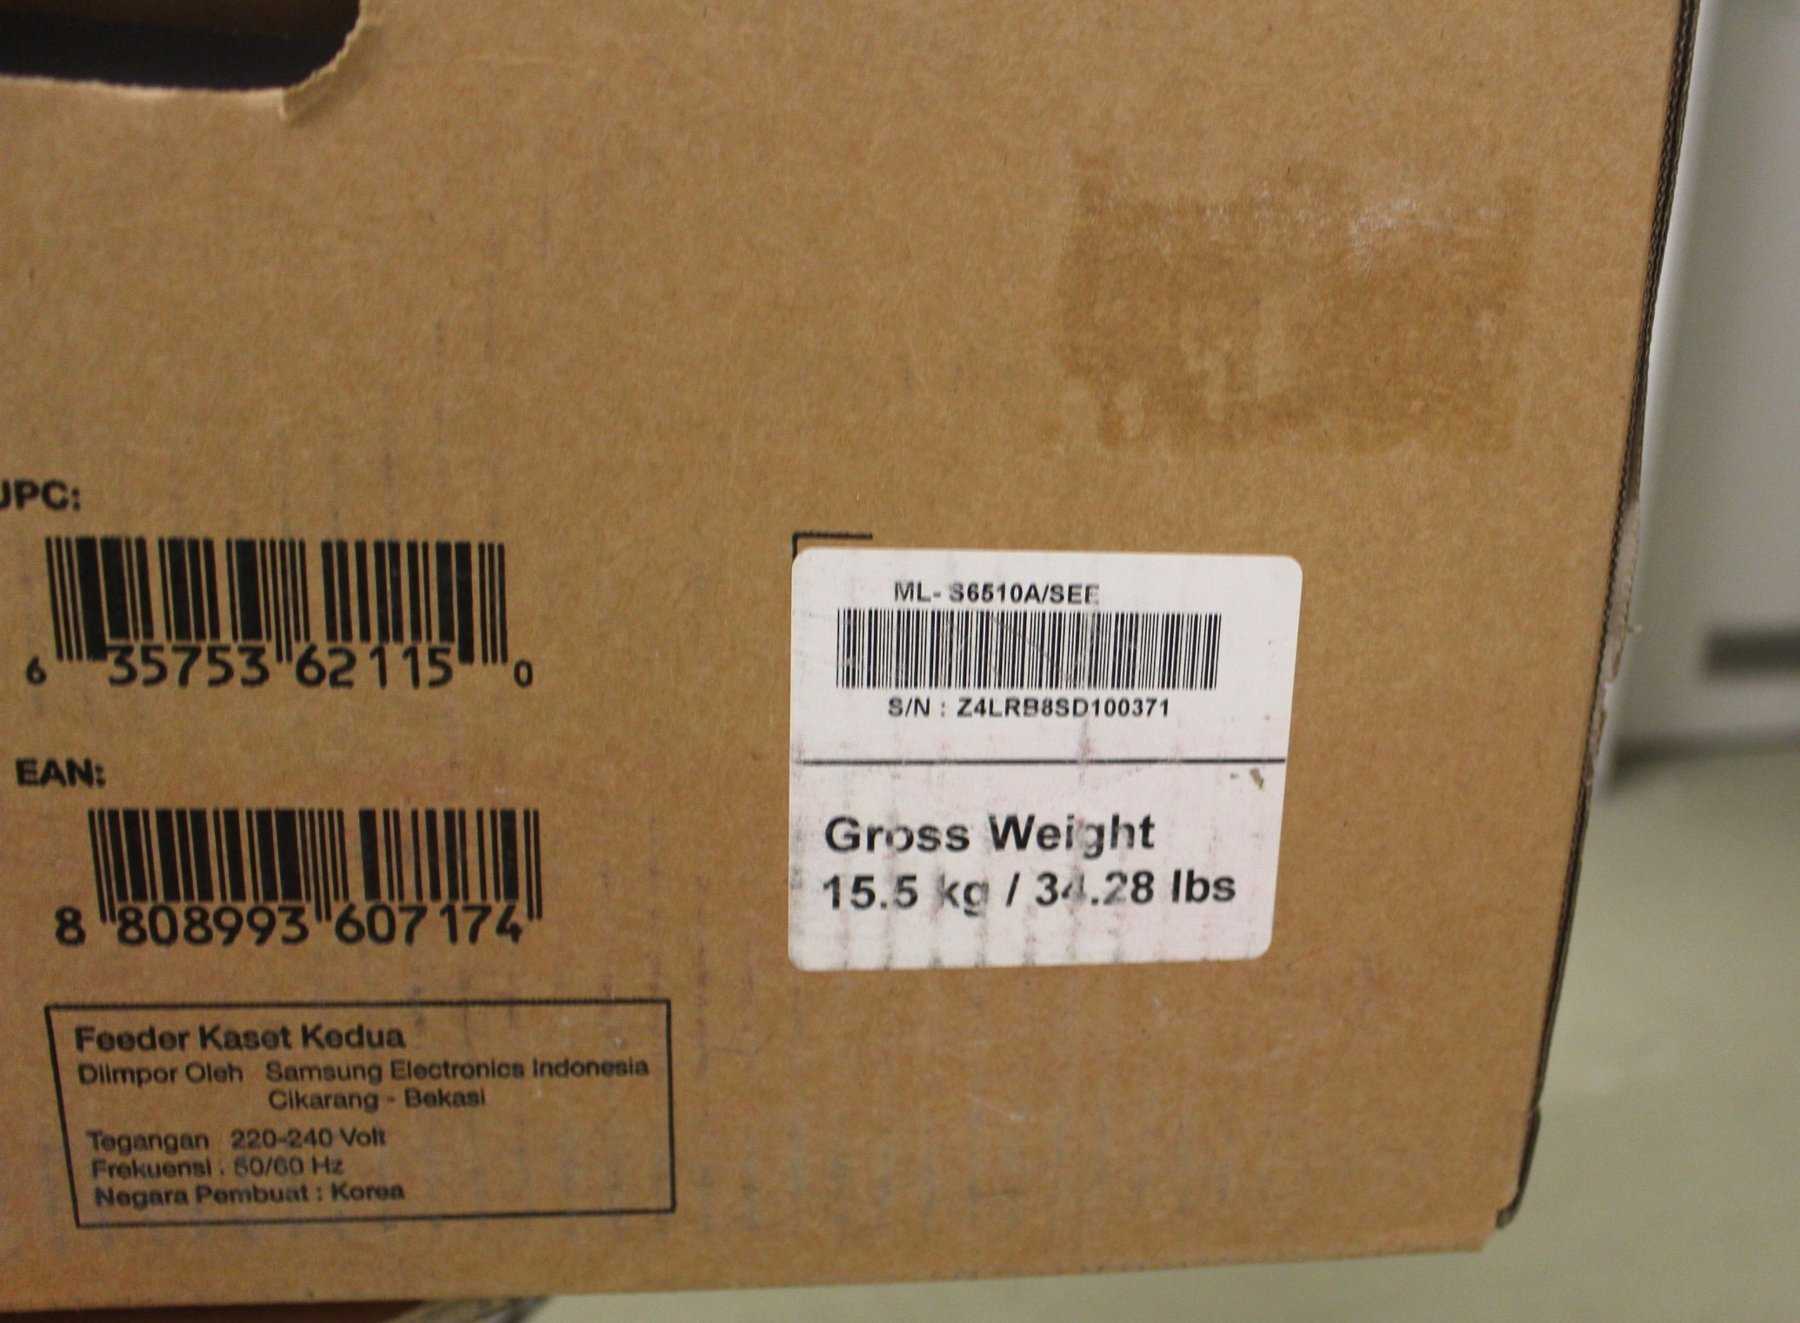 UPC:
6 35753 62115 0
EAN:
8 808993 607174
Feeder Kaset Kedua
Diimpor Oleh Samsung Electronics Indonesia
Cikarang - Bekasi
Tegangan 220-240 Volt
Frekuensi : 50/60 Hz
Negara Pembuat : Korea
ML- S6510A/SEE
S/N : Z4LRB8SD100371
Gross Weight
15.5 kg / 34.28 lbs